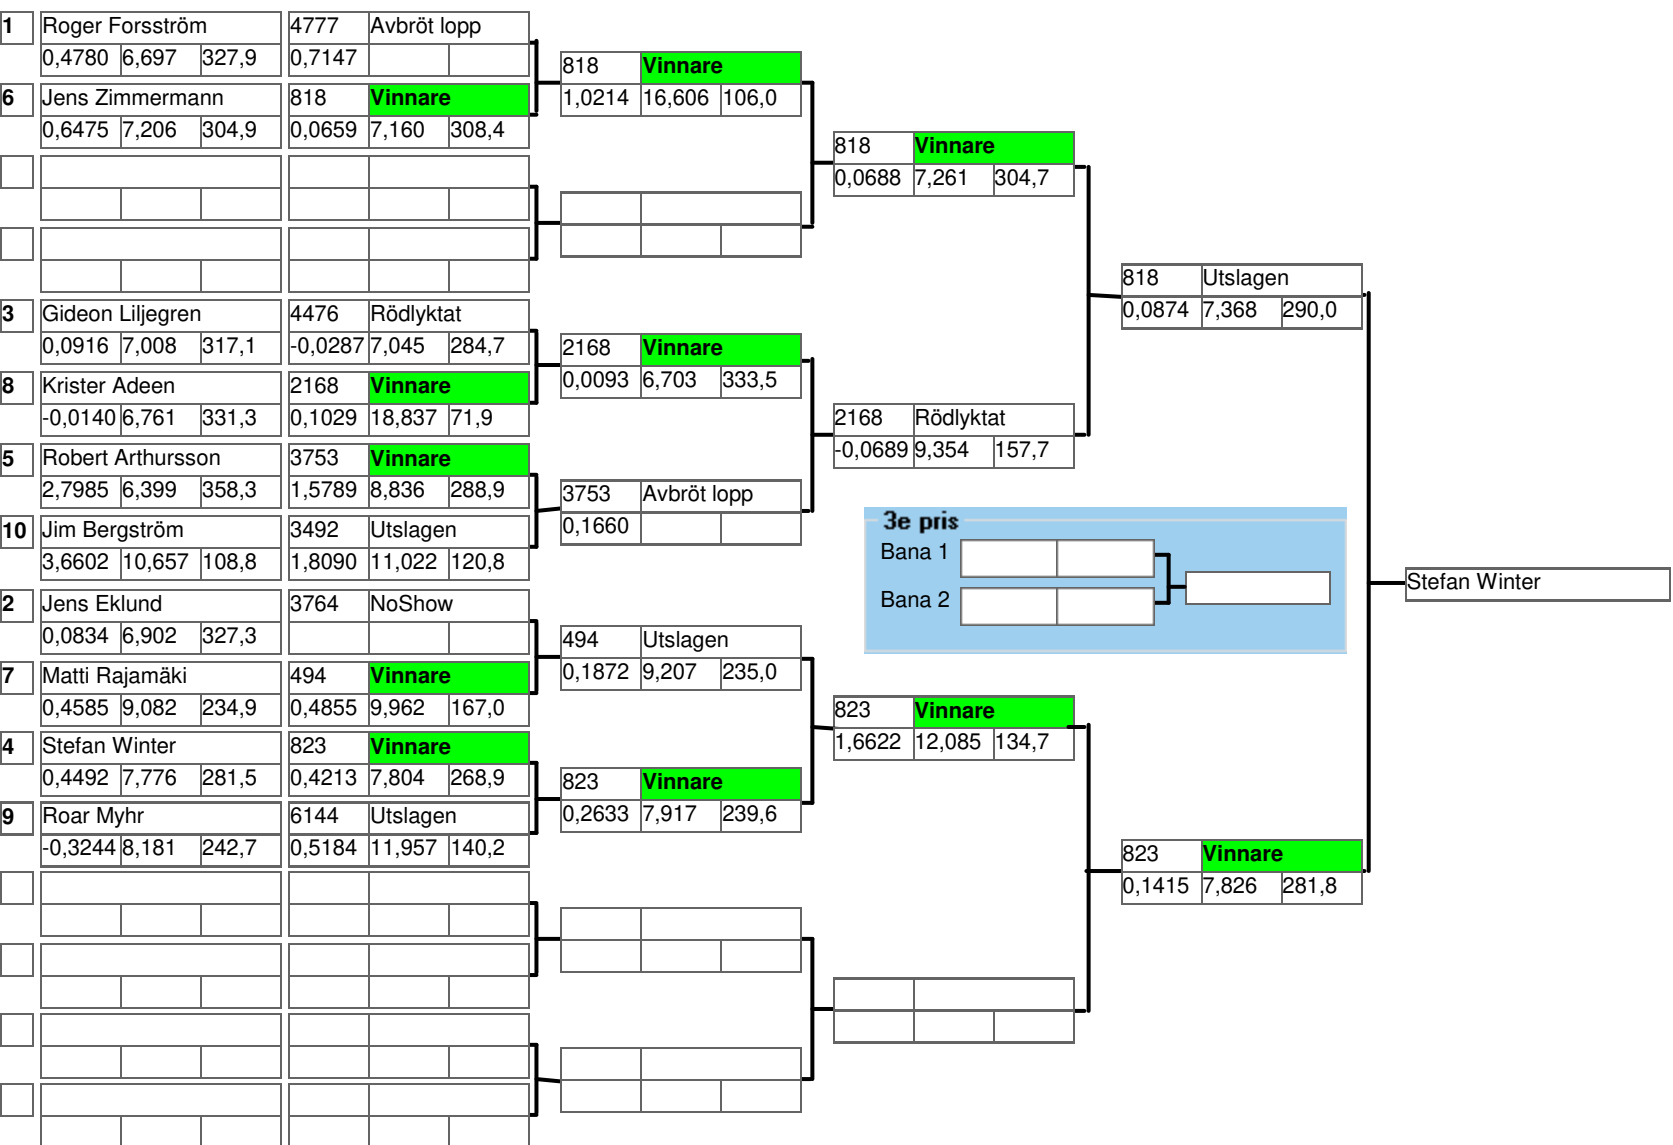 1 Roger Forsström 4777 Avbröt lopp
0,4780 6,697 327,9 0,7147
6 Jens Zimmermann 818 Vinnare
0,6475 7,206 304,9 0,0659 7,160 308,4
3 Gideon Liljegren 4476 Rödlyktat
0,0916 7,008 317,1 -0,0287 7,045 284,7
8 Krister Adeen 2168 Vinnare
-0,0140 6,761 331,3 0,1029 18,837 71,9
5 Robert Arthursson 3753 Vinnare
2,7985 6,399 358,3 1,5789 8,836 288,9
10 Jim Bergström 3492 Utslagen
3,6602 10,657 108,8 1,8090 11,022 120,8
2 Jens Eklund 3764 NoShow
0,0834 6,902 327,3
7 Matti Rajamäki 494 Vinnare
0,4585 9,082 234,9 0,4855 9,962 167,0
4 Stefan Winter 823 Vinnare
0,4492 7,776 281,5 0,4213 7,804 268,9
9 Roar Myhr 6144 Utslagen
-0,3244 8,181 242,7 0,5184 11,957 140,2
818 Vinnare
1,0214 16,606 106,0
2168 Vinnare
0,0093 6,703 333,5
3753 Avbröt lopp
0,1660
494 Utslagen
0,1872 9,207 235,0
823 Vinnare
0,2633 7,917 239,6
818 Vinnare
0,0688 7,261 304,7
2168 Rödlyktat
-0,0689 9,354 157,7
3e pris
Bana 1
Bana 2
823 Vinnare
1,6622 12,085 134,7
818 Utslagen
0,0874 7,368 290,0
823 Vinnare
0,1415 7,826 281,8
Stefan Winter